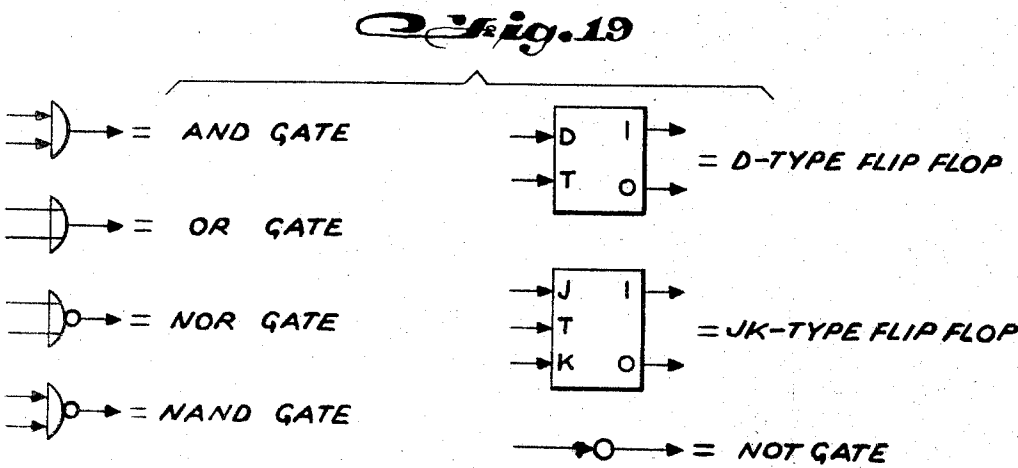 Fig. 19
= AND GATE
= OR GATE
= NOR GATE
= NAND GATE
D 1
T 0
= D-TYPE FLIP FLOP
J 1
T
K 0
= JK-TYPE FLIP FLOP
= NOT GATE